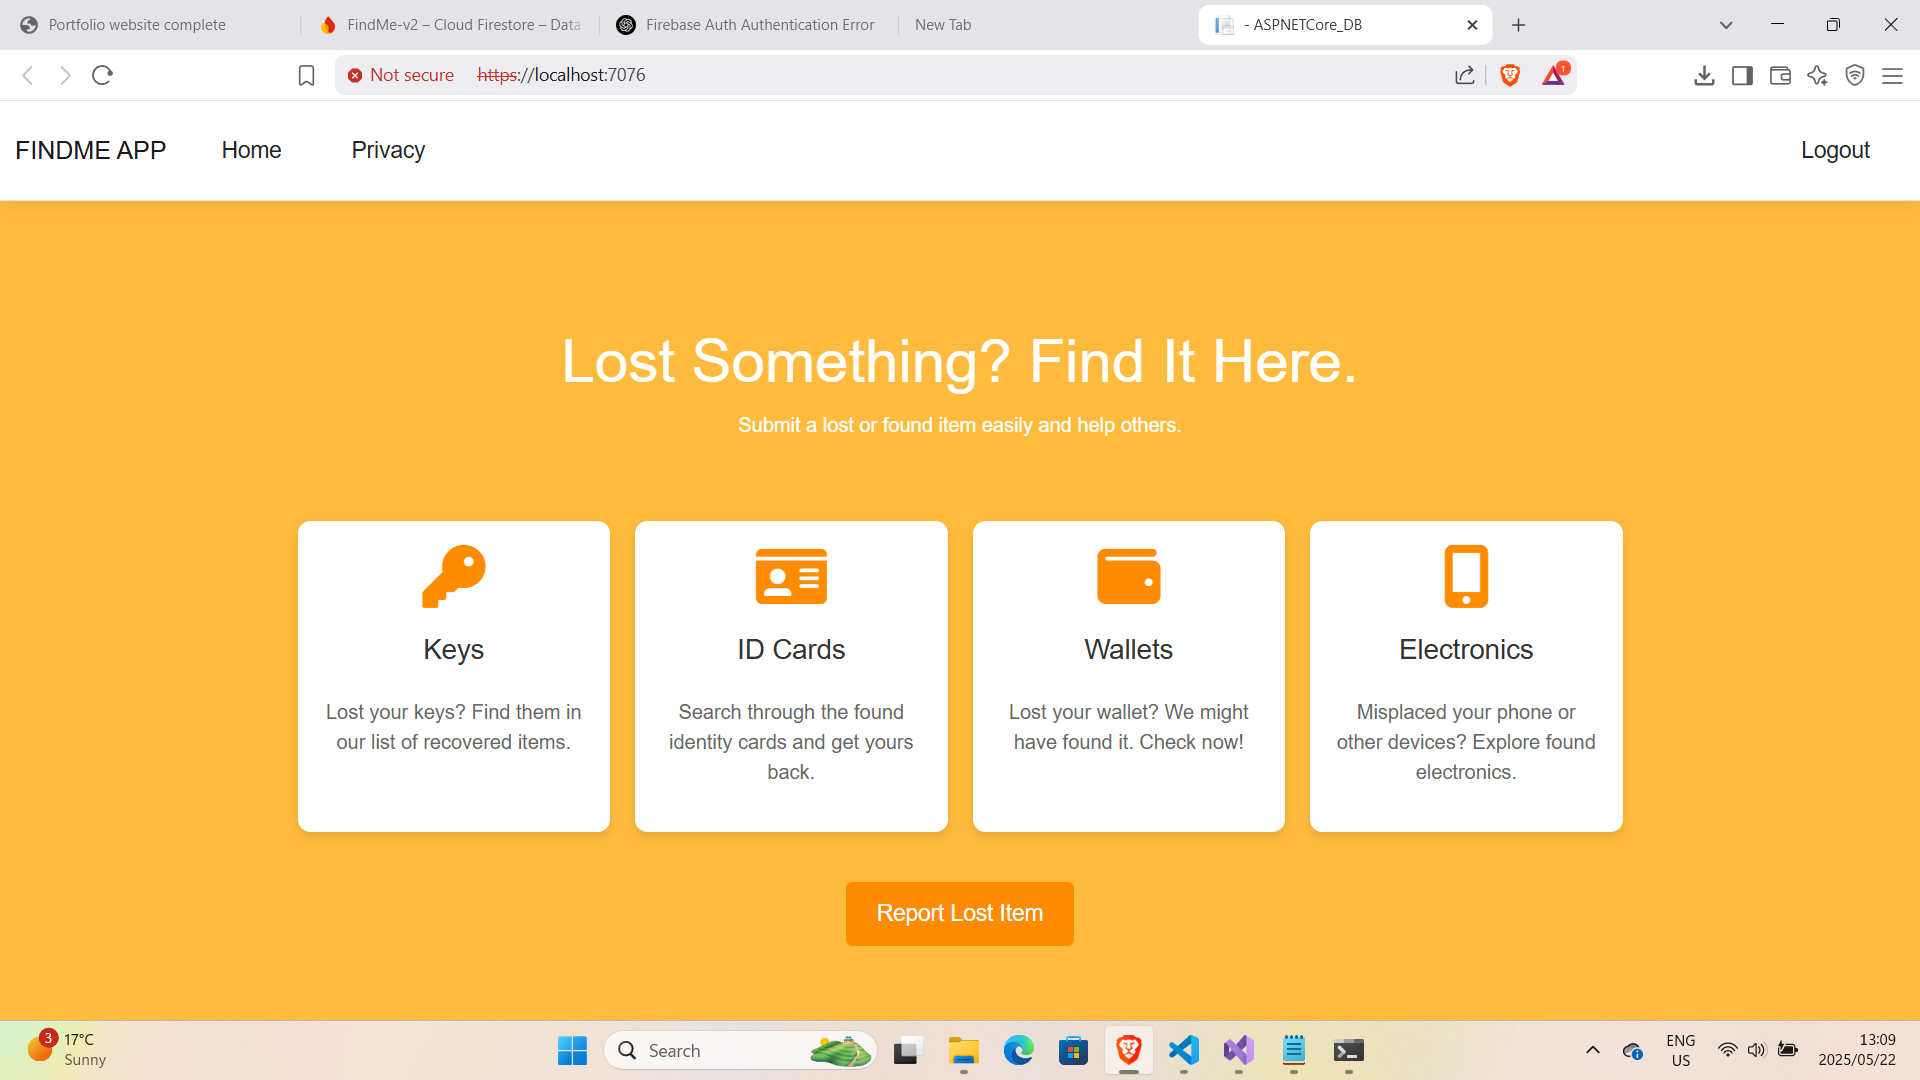 Portfolio website complete
FindMe-v2 – Cloud Firestore – Data
Firebase Auth Authentication Error
New Tab
- ASPNETCore_DB
Not secure
https://localhost:7076
1
FINDME APP
Home
Privacy
Logout
Lost Something? Find It Here.
Submit a lost or found item easily and help others.
Keys
Lost your keys? Find them in
our list of recovered items.
ID Cards
Search through the found
identity cards and get yours
back.
Wallets
Lost your wallet? We might
have found it. Check now!
Electronics
Misplaced your phone or
other devices? Explore found
electronics.
Report Lost Item
3
17°C
Sunny
Search
ENG
US
13:09
2025/05/22